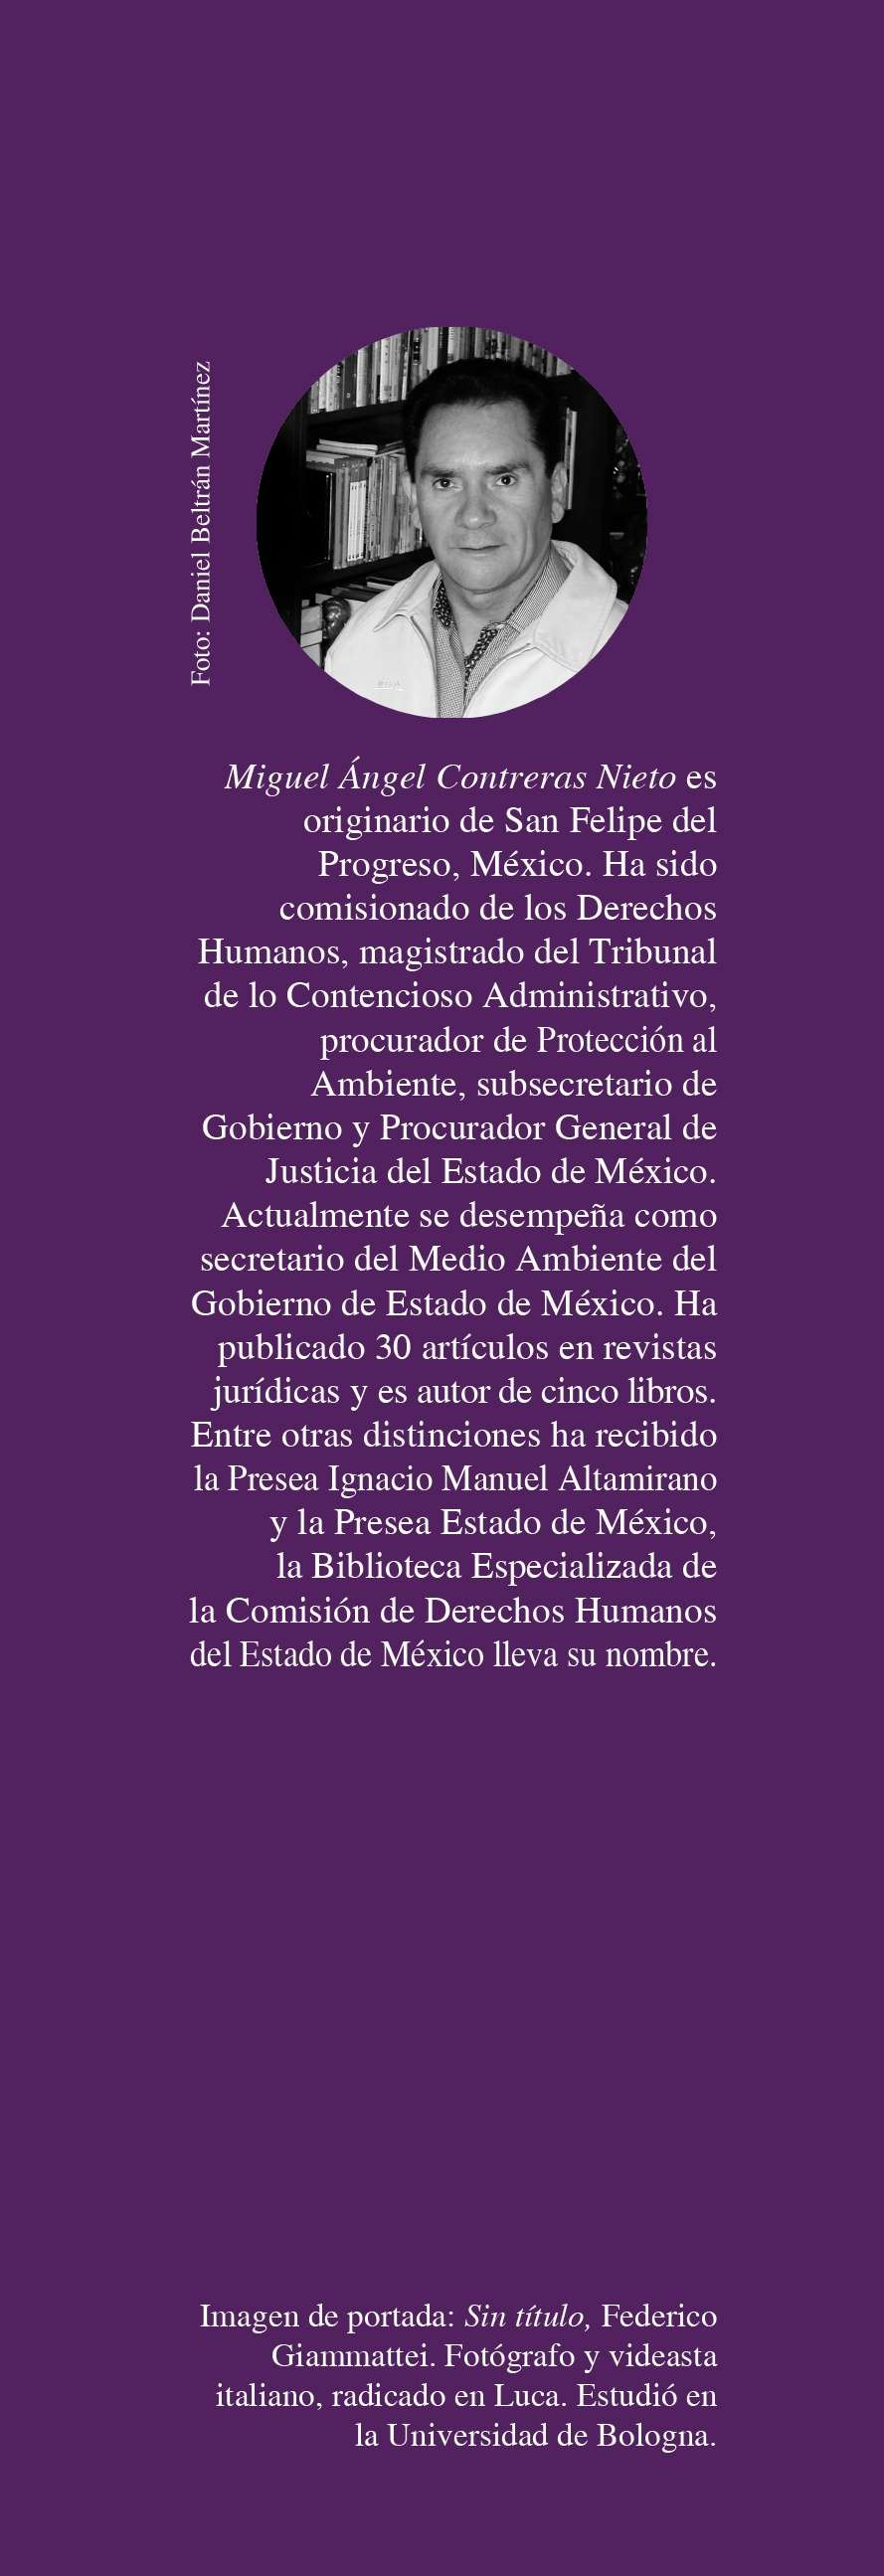 Foto: Daniel Beltrán Martínez
Miguel Ángel Contreras Nieto es
originario de San Felipe del
Progreso, México. Ha sido
comisionado de los Derechos
Humanos, magistrado del Tribunal
de lo Contencioso Administrativo,
procurador de Protección al
Ambiente, subsecretario de
Gobierno y Procurador General de
Justicia del Estado de México.
Actualmente se desempeña como
secretario del Medio Ambiente del
Gobierno de Estado de México. Ha
publicado 30 artículos en revistas
jurídicas y es autor de cinco libros.
Entre otras distinciones ha recibido
la Presea Ignacio Manuel Altamirano
y la Presea Estado de México,
la Biblioteca Especializada de
la Comisión de Derechos Humanos
del Estado de México lleva su nombre.
Imagen de portada: Sin título, Federico
Giammattei. Fotógrafo y videasta
italiano, radicado en Luca. Estudió en
la Universidad de Bologna.